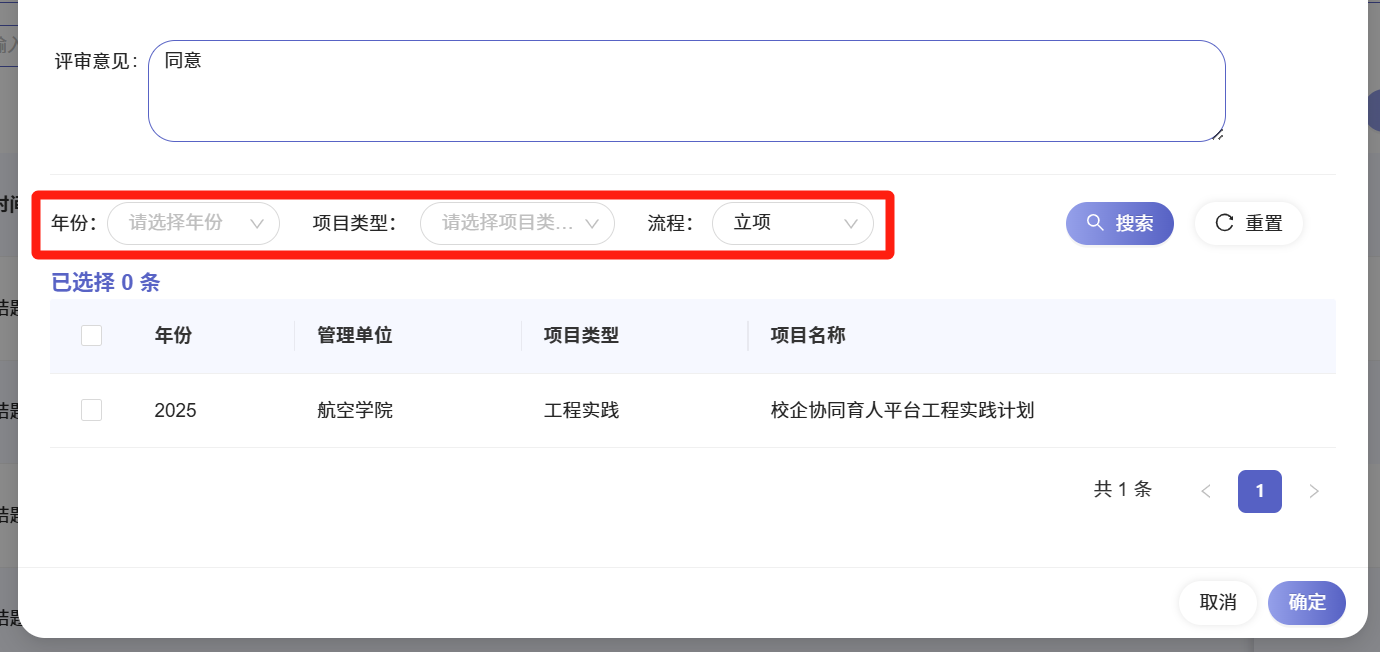 评审意见： 同意
年份： 请选择年份 项目类型： 请选择项目类... 流程： 立项 搜索 重置
已选择 0 条
年份 管理单位 项目类型 项目名称
2025 航空学院 工程实践 校企协同育人平台工程实践计划
共 1 条 < 1 >
取消 确定